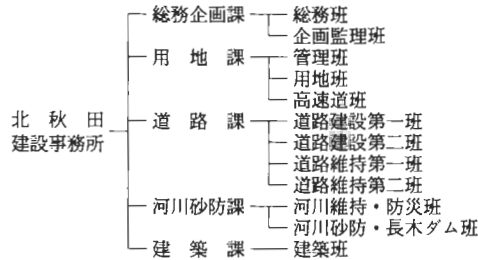 総務企画課
総務班
企画監理班
用地課
管理班
用地班
高速道班
北秋田
建設事務所
道路課
道路建設第一班
道路建設第二班
道路維持第一班
道路維持第二班
河川砂防課
河川維持・防災班
河川砂防・長木ダム班
建築課
建築班